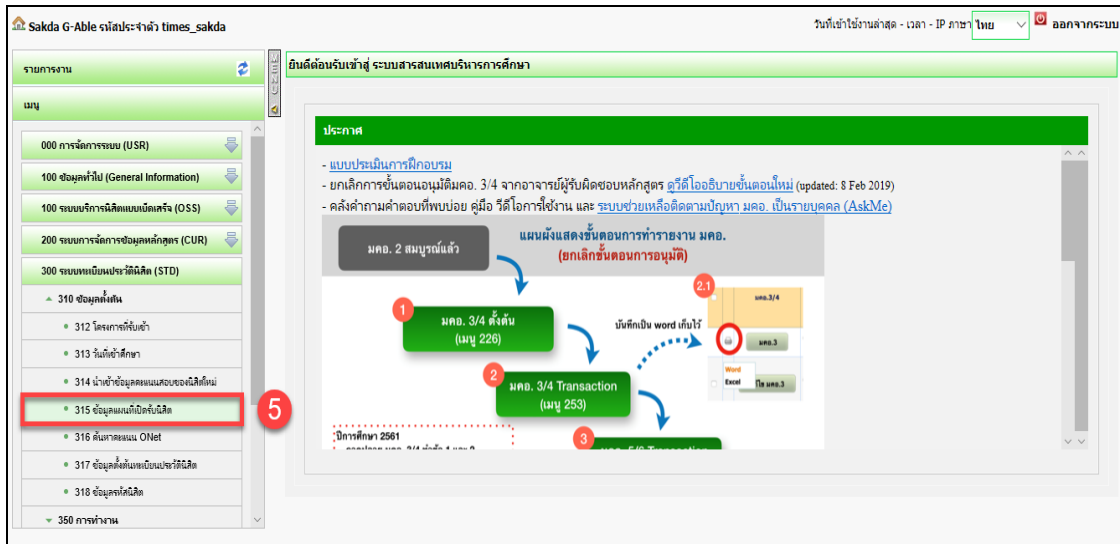 Sakda G-Able รหัสประจำตัว times_sakda
วันที่เข้าใช้งานล่าสุด - เวลา - IP ภาษา ไทย ออกจากระบบ
รายการงาน
เมนู
MENU
000 การจัดการระบบ (USR)
100 ข้อมูลทั่วไป (General Information)
100 ระบบบริการนิสิตแบบเบ็ดเสร็จ (OSS)
200 ระบบการจัดการข้อมูลหลักสูตร (CUR)
300 ระบบทะเบียนประวัตินิสิต (STD)
310 ข้อมูลตั้งต้น
312 โครงการที่รับเข้า
313 วันที่เข้าศึกษา
314 นำเข้าข้อมูลคะแนนสอบของนิสิตใหม่
315 ข้อมูลแผนที่เปิดรับนิสิต
5
316 ค้นหาคะแนน ONet
317 ข้อมูลตั้งต้นทะเบียนประวัตินิสิต
318 ข้อมูลรหัสนิสิต
350 การทำงาน
ยินดีต้อนรับเข้าสู่ ระบบสารสนเทศบริหารการศึกษา
ประกาศ
- แบบประเมินการฝึกอบรม
- ยกเลิกการขั้นตอนอนุมัติมคอ. 3/4 จากอาจารย์ผู้รับผิดชอบหลักสูตร ดูวีดีโออธิบายขั้นตอนใหม่ (updated: 8 Feb 2019)
- คลังคำถามคำตอบที่พบบ่อย คู่มือ วีดีโอการใช้งาน และ ระบบช่วยเหลือติดตามปัญหา มคอ. เป็นรายบุคคล (AskMe)
มคอ. 2 สมบูรณ์แล้ว
แผนผังแสดงขั้นตอนการทำรายงาน มคอ.
(ยกเลิกขั้นตอนการอนุมัติ)
1
มคอ. 3/4 ตั้งต้น
(เมนู 226)
บันทึกเป็น word เก็บไว้
2.1
มคอ.3/4
มคอ.3
Word
Excel
ไข มคอ.3
2
มคอ. 3/4 Transaction
(เมนู 253)
ปีการศึกษา 2561
3